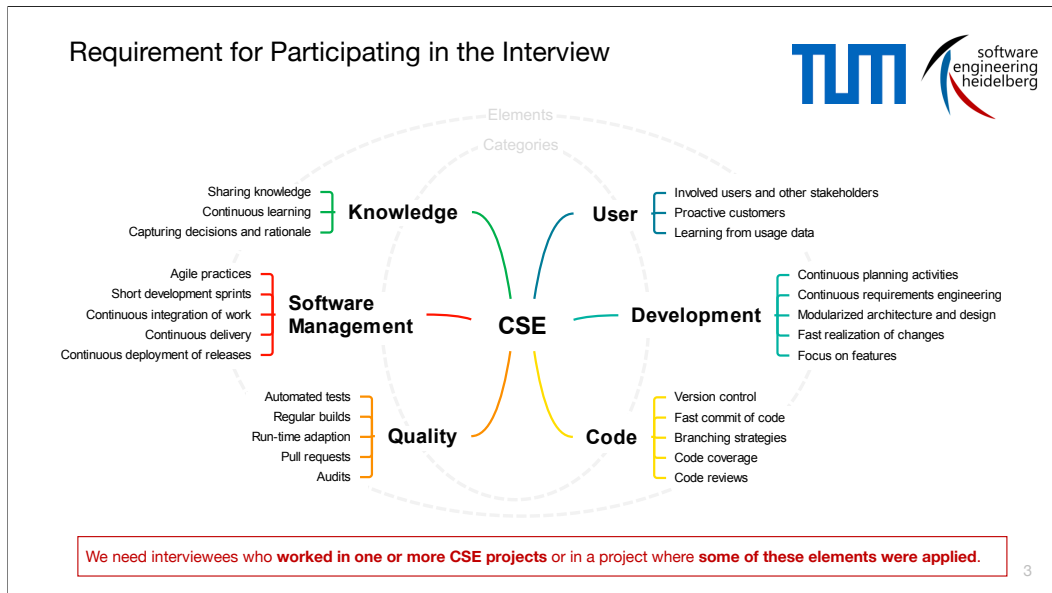 Requirement for Participating in the Interview
TUM
software
engineering
heidelberg
Elements
Categories
Sharing knowledge
Continuous learning
Capturing decisions and rationale
Knowledge
User
Involved users and other stakeholders
Proactive customers
Learning from usage data
Agile practices
Short development sprints
Continuous integration of work
Continuous delivery
Continuous deployment of releases
Software
Management
CSE
Development
Continuous planning activities
Continuous requirements engineering
Modularized architecture and design
Fast realization of changes
Focus on features
Automated tests
Regular builds
Run-time adaption
Pull requests
Audits
Quality
Code
Version control
Fast commit of code
Branching strategies
Code coverage
Code reviews
We need interviewees who worked in one or more CSE projects or in a project where some of these elements were applied.
3